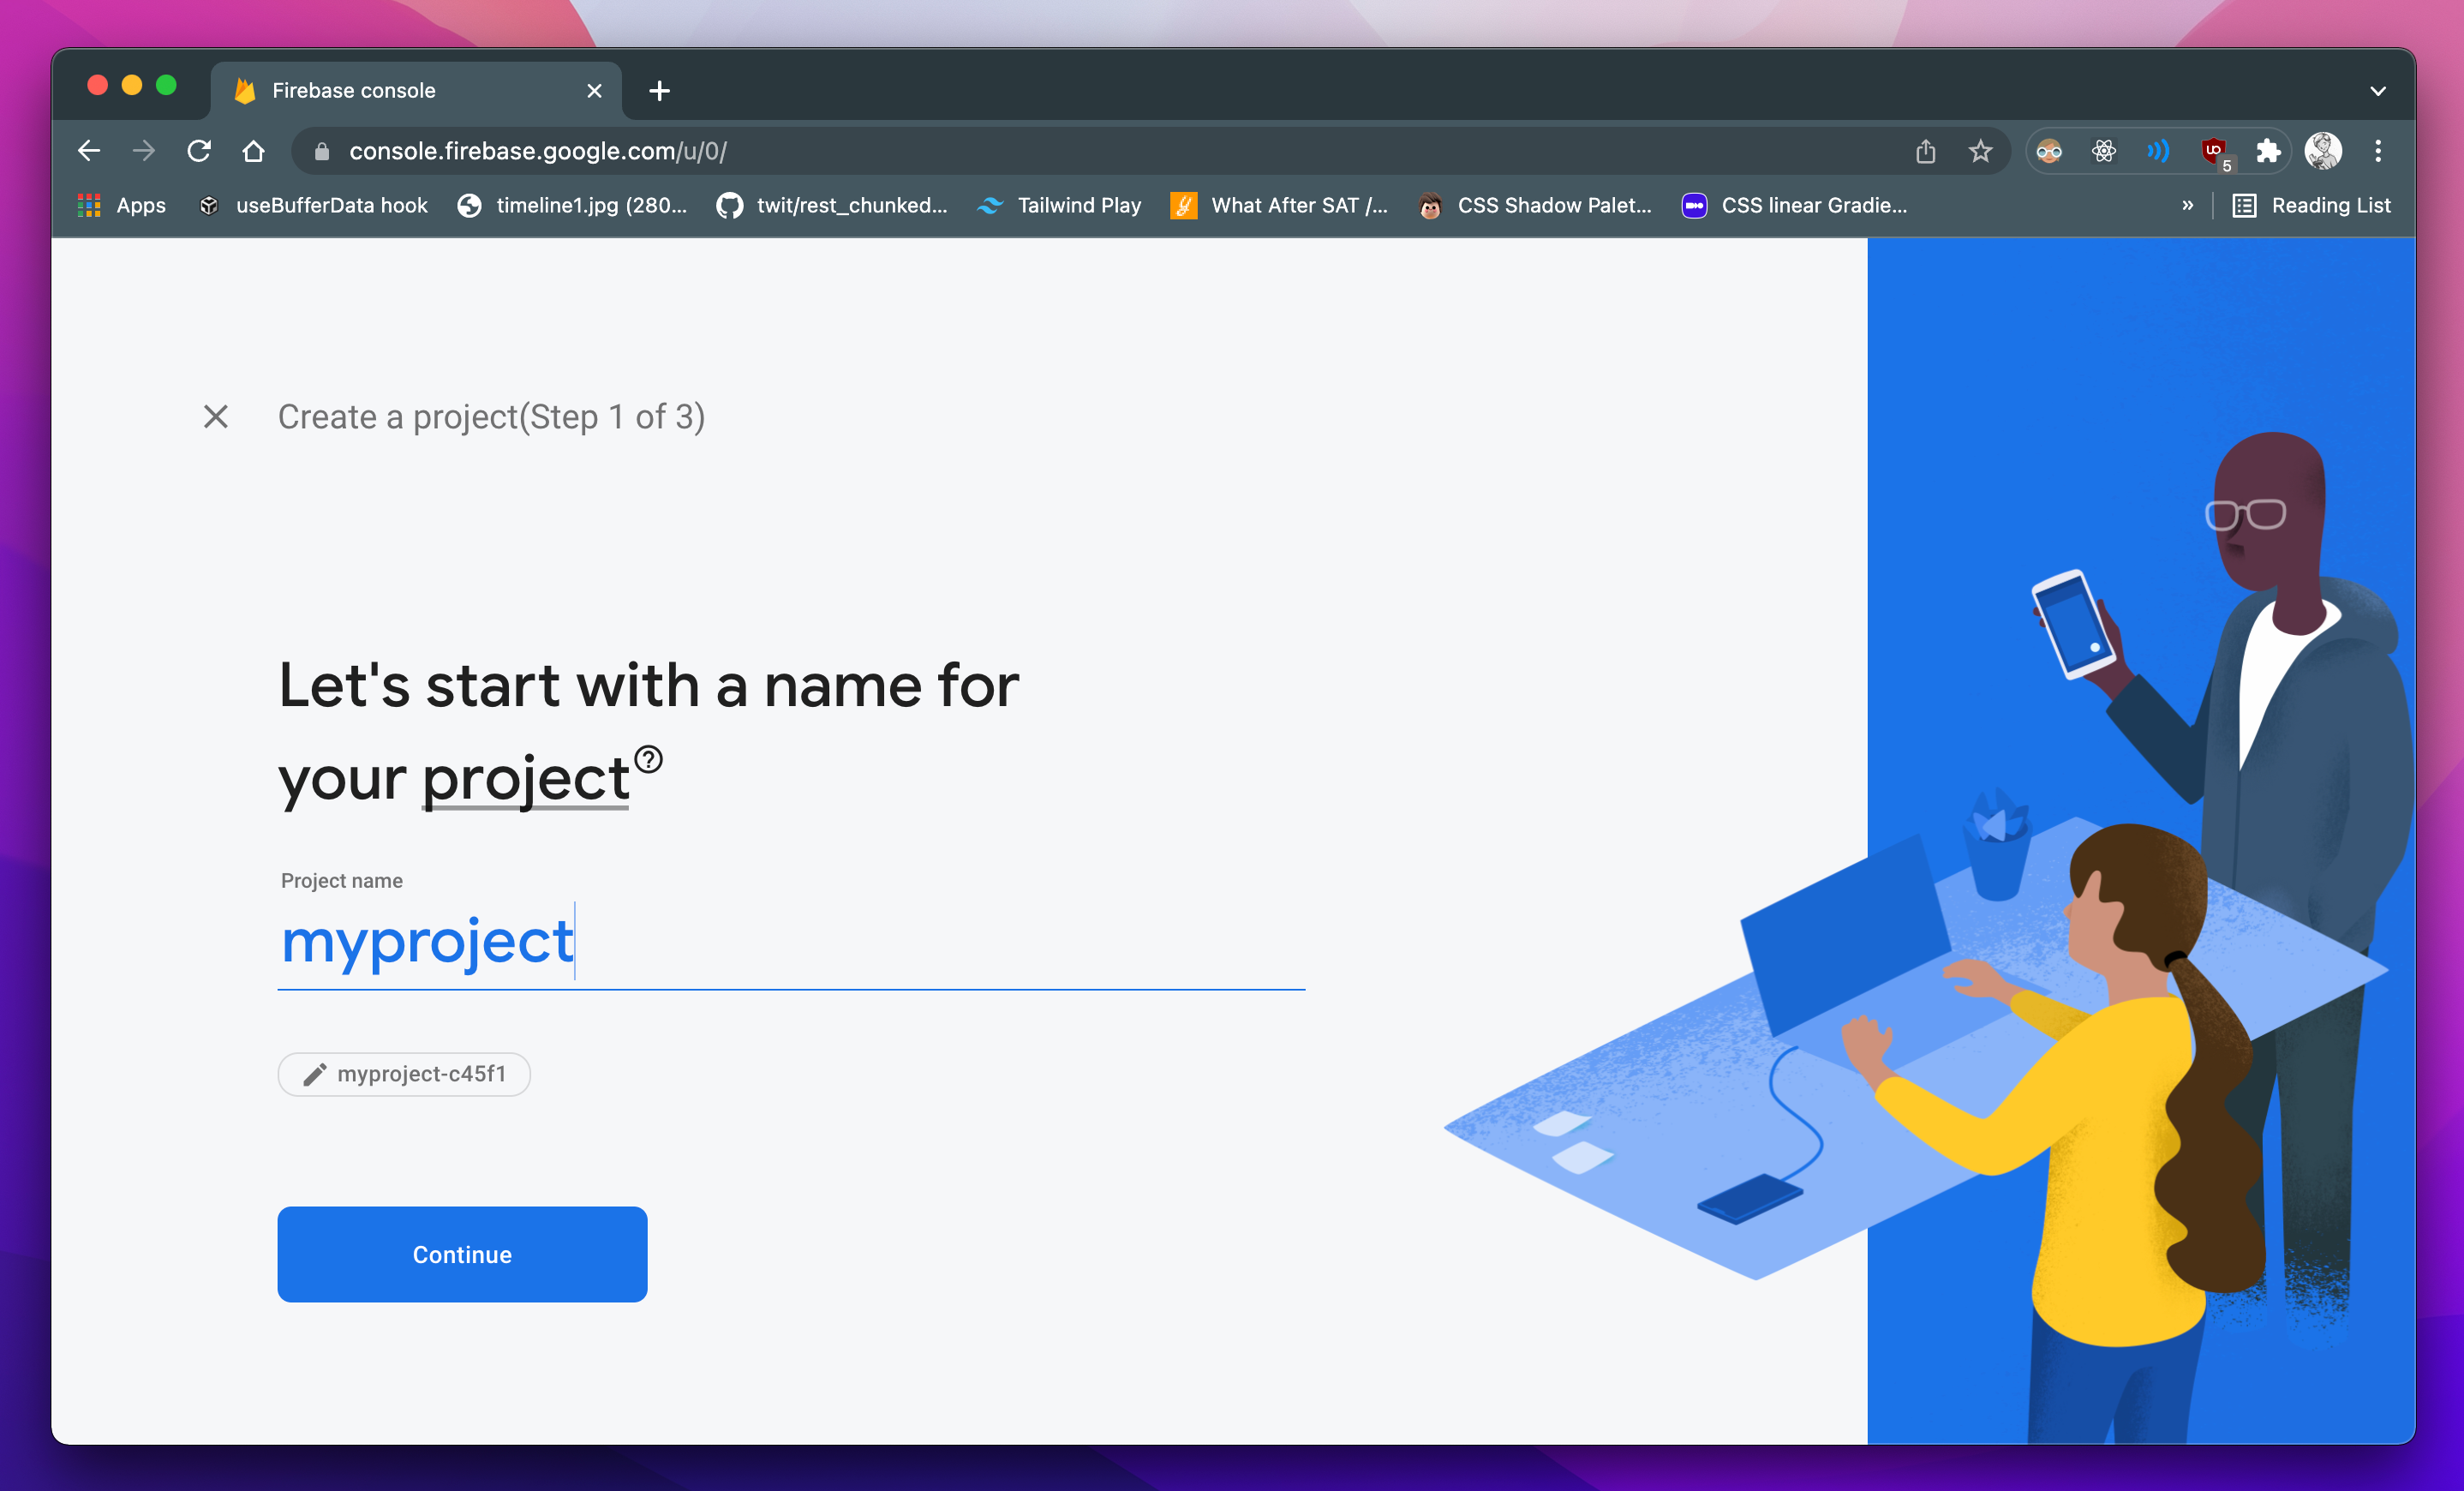 Firebase console
console.firebase.google.com/u/0/
5
Apps
useBufferData hook
timeline1.jpg (280...
twit/rest_chunked...
Tailwind Play
What After SAT /...
CSS Shadow Palet...
CSS linear Gradie...
»
Reading List
Create a project(Step 1 of 3)
Let's start with a name for
your project
Project name
myproject
myproject-c45f1
Continue